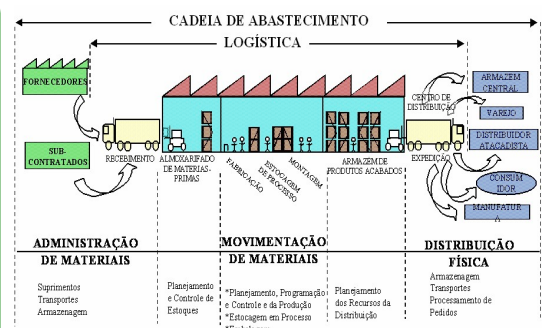 CADEIA DE ABASTECIMENTO
LOGÍSTICA
FORNECEDORES
SUB-
CONTRATADOS
RECEBIMENTO
ALMOXARIFADO
DE MATERIAS-
PRIMAS
FABRICAÇÃO
ESTOCAGEM
DE PROCESSO
MONTAGEM
ARMAZEM DE
PRODUTOS ACABADOS
CENTRO DE
DISTRIBUIÇÃO
EXPEDIÇÃO
ARMAZEM
CENTRAL
VAREJO
DISTRIBUIDOR
ATACADISTA
CONSUM
IDOR
MANUFATUR
A
ADMINISTRAÇÃO
DE MATERIAIS
MOVIMENTAÇÃO
DE MATERIAIS
DISTRIBUIÇÃO
FÍSICA
Suprimentos
Transportes
Armazenagem
Planejamento
e Controle de
Estoques
*Planejamento, Programação
e Controle e da Produção
*Estocagem em Processo
*Embalagem
Planejamento
dos Recursos da
Distribuição
Armazenagem
Transportes
Processamento de
Pedidos